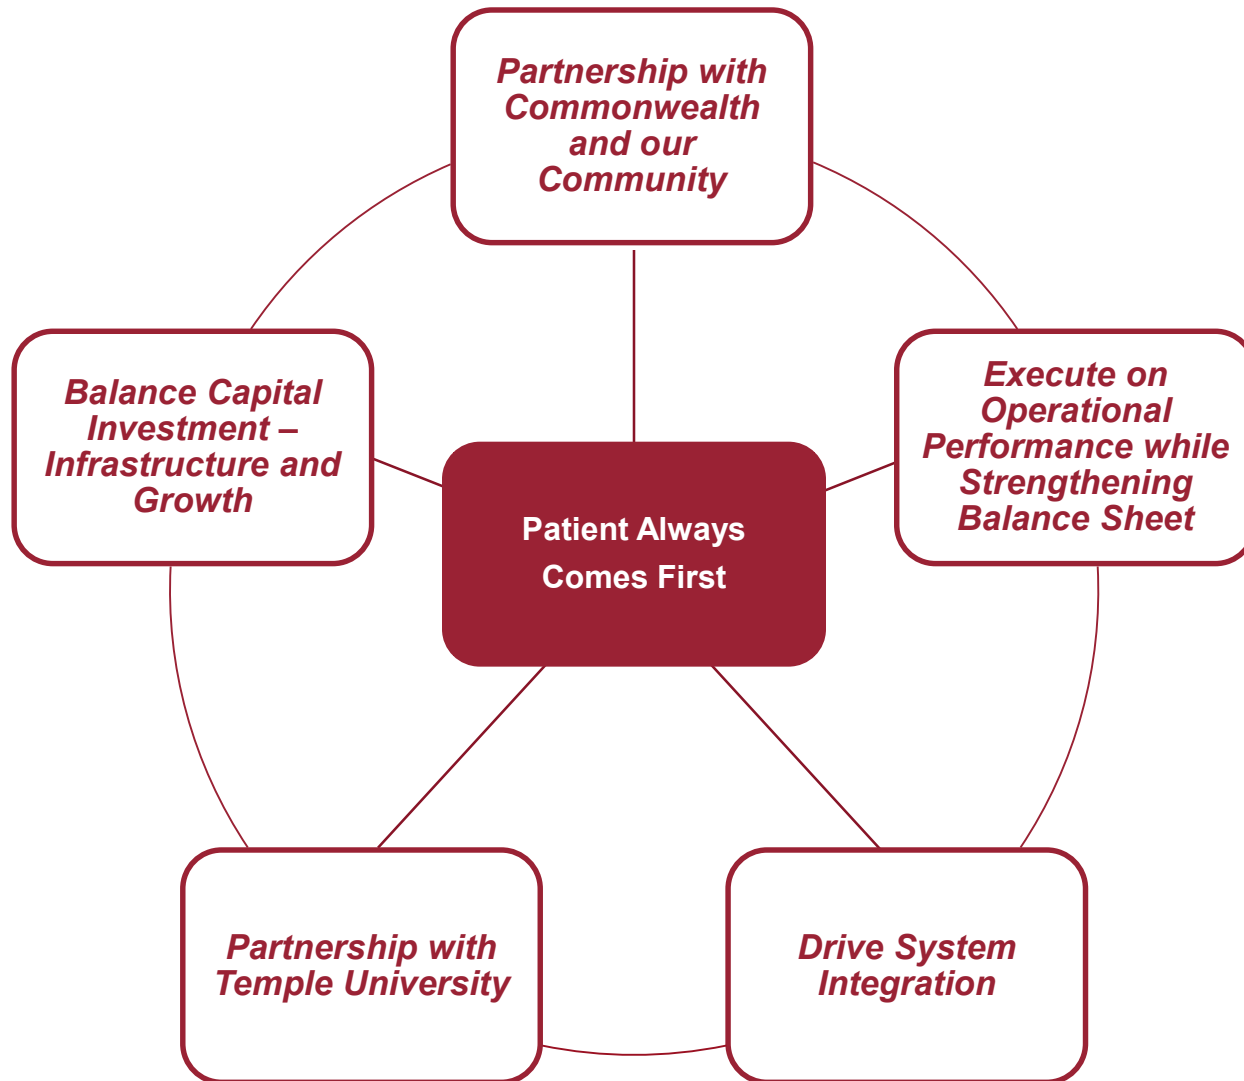 Partnership with
Commonwealth
and our
Community
Balance Capital
Investment –
Infrastructure and
Growth
Execute on
Operational
Performance while
Strengthening
Balance Sheet
Patient Always
Comes First
Partnership with
Temple University
Drive System
Integration